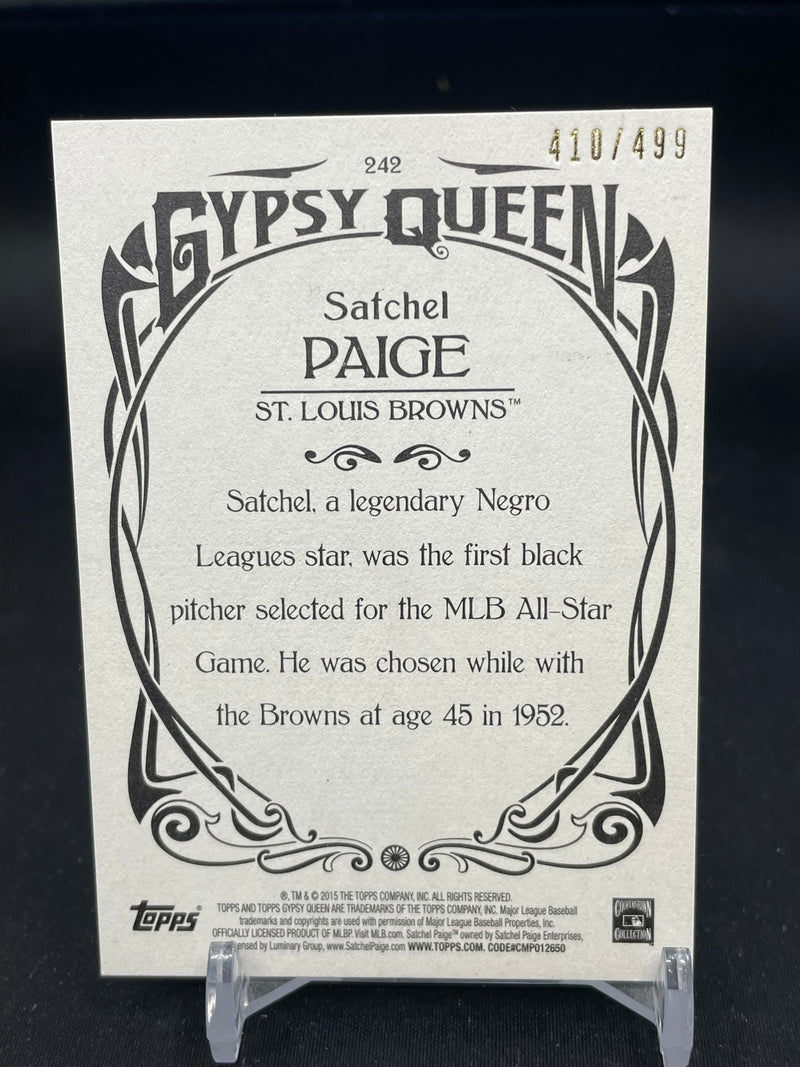 410/499
242
GYPSY QUEEN
Satchel
PAIGE
ST. LOUIS BROWNS™
Satchel, a legendary Negro
Leagues star, was the first black
pitcher selected for the MLB All-Star
Game. He was chosen while with
the Browns at age 45 in 1952.
®, TM & © 2015 THE TOPPS COMPANY, INC. ALL RIGHTS RESERVED.
TOPPS AND TOPPS GYPSY QUEEN ARE TRADEMARKS OF THE TOPPS COMPANY, INC. Major League Baseball
trademarks and copyrights are used with permission of Major League Baseball Properties, Inc.
OFFICIALLY LICENSED PRODUCT OF MLBP. Visit MLB.com. Satchel Paige™ owned by Satchel Paige Enterprises,
ensed by Luminary Group, www.SatchelPaige.com WWW.TOPPS.COM. CODE#CMP012650
topps®
COOPERSTOWN
COLLECTION